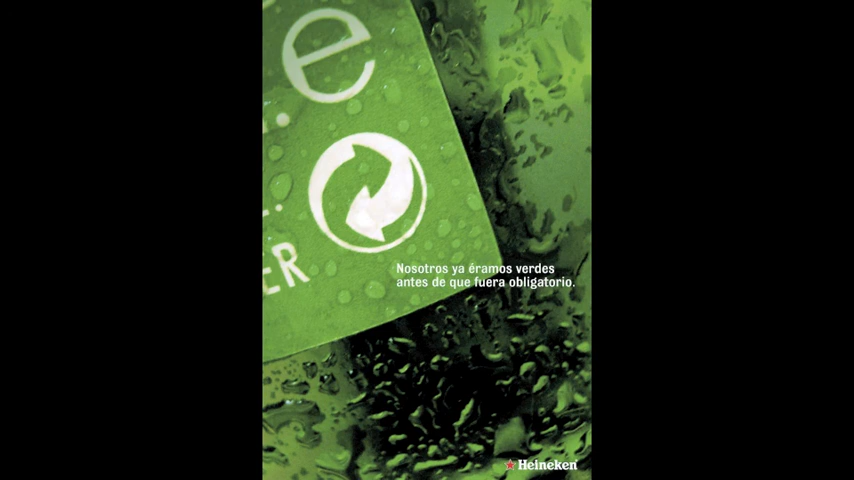 e
ER
Nosotros ya éramos verdes
antes de que fuera obligatorio.
Heineken